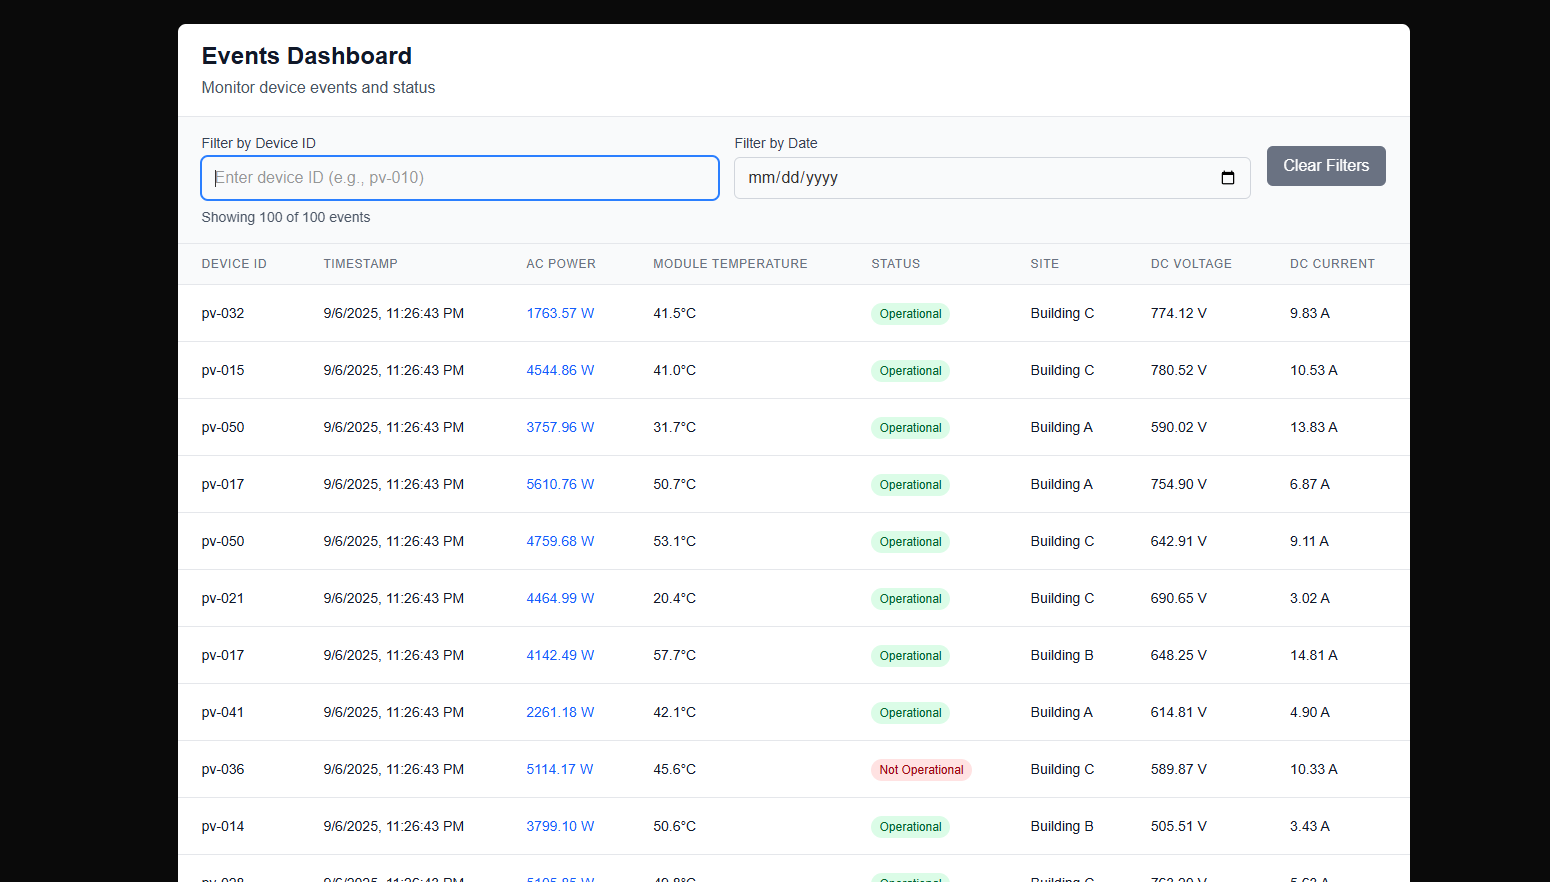 Events Dashboard
Monitor device events and status
Filter by Device ID Filter by Date
Enter device ID (e.g., pv-010) mm/dd/yyyy Clear Filters
Showing 100 of 100 events
DEVICE ID TIMESTAMP AC POWER MODULE TEMPERATURE STATUS SITE DC VOLTAGE DC CURRENT
pv-032 9/6/2025, 11:26:43 PM 1763.57 W 41.5°C Operational Building C 774.12 V 9.83 A
pv-015 9/6/2025, 11:26:43 PM 4544.86 W 41.0°C Operational Building C 780.52 V 10.53 A
pv-050 9/6/2025, 11:26:43 PM 3757.96 W 31.7°C Operational Building A 590.02 V 13.83 A
pv-017 9/6/2025, 11:26:43 PM 5610.76 W 50.7°C Operational Building A 754.90 V 6.87 A
pv-050 9/6/2025, 11:26:43 PM 4759.68 W 53.1°C Operational Building C 642.91 V 9.11 A
pv-021 9/6/2025, 11:26:43 PM 4464.99 W 20.4°C Operational Building C 690.65 V 3.02 A
pv-017 9/6/2025, 11:26:43 PM 4142.49 W 57.7°C Operational Building B 648.25 V 14.81 A
pv-041 9/6/2025, 11:26:43 PM 2261.18 W 42.1°C Operational Building A 614.81 V 4.90 A
pv-036 9/6/2025, 11:26:43 PM 5114.17 W 45.6°C Not Operational Building C 589.87 V 10.33 A
pv-014 9/6/2025, 11:26:43 PM 3799.10 W 50.6°C Operational Building B 505.51 V 3.43 A
9/6/2025, 11:26:43 PM Operational Building